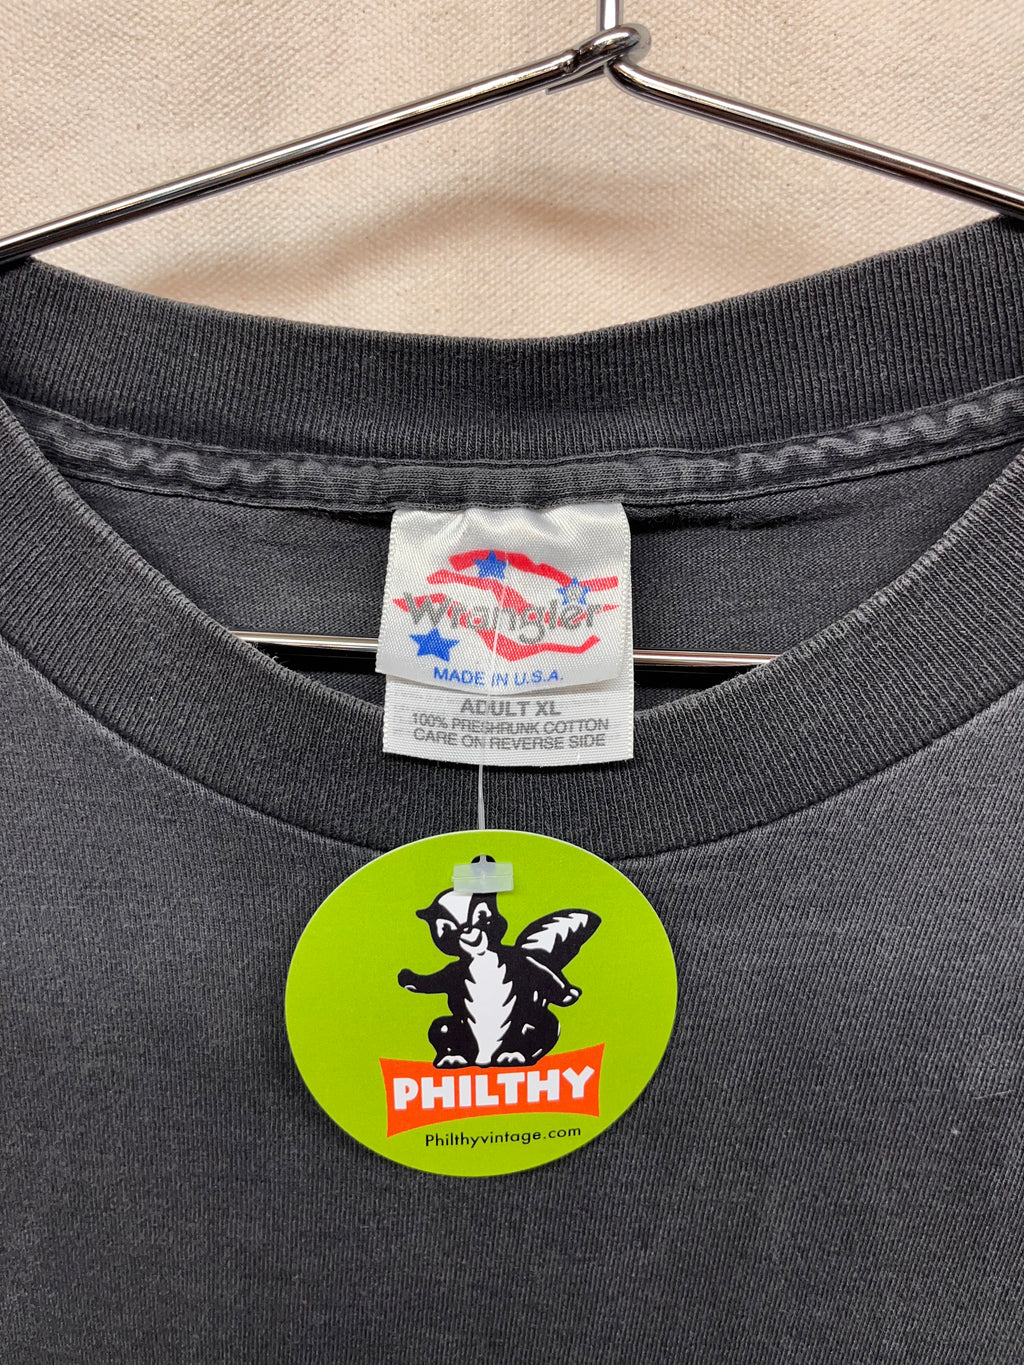 Wrangler
MADE IN U.S.A.
ADULT XL
100% PRESHRUNK COTTON
CARE ON REVERSE SIDE
PHILTHY
Philthyvintage.com